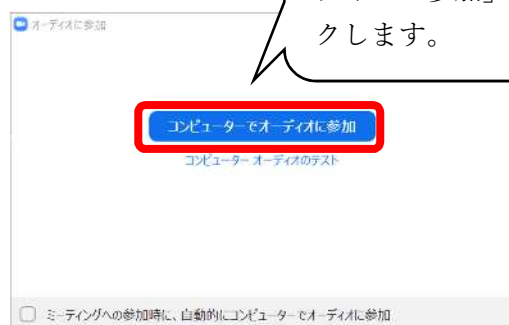 クします。
オーディオに参加
コンピューターでオーディオに参加
コンピューター オーディオのテスト
ミーティングへの参加時に、自動的にコンピューターでオーディオに参加